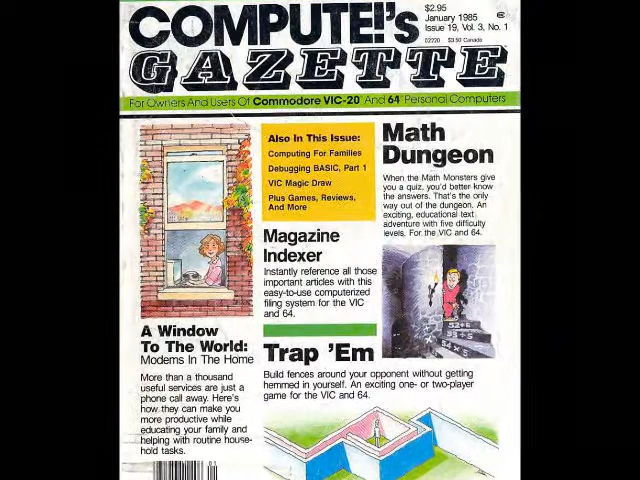 COMPUTE!'s
$2.95
January 1985
Issue 19, Vol. 3, No. 1
02220 $3.50 Canada
GAZETTE
For Owners And Users Of Commodore VIC-20 And 64 Personal Computers
Also In This Issue:
Computing For Families
Debugging BASIC, Part 1
VIC Magic Draw
Plus Games, Reviews,
And More
Math
Dungeon
When the Math Monsters give
you a quiz, you'd better know
the answers. That's the only
way out of the dungeon. An
exciting, educational text
adventure with five difficulty
levels. For the VIC and 64.
Magazine
Indexer
Instantly reference all those
important articles with this
easy-to-use computerized
filing system for the VIC
and 64.
A Window
To The World:
Modems In The Home
More than a thousand
useful services are just a
phone call away. Here's
how they can make you
more productive while
educating your family and
helping with routine house-
hold tasks.
Trap 'Em
Build fences around your opponent without getting
hemmed in yourself. An exciting one- or two-player
game for the VIC and 64.
52÷6
54 x 5
01